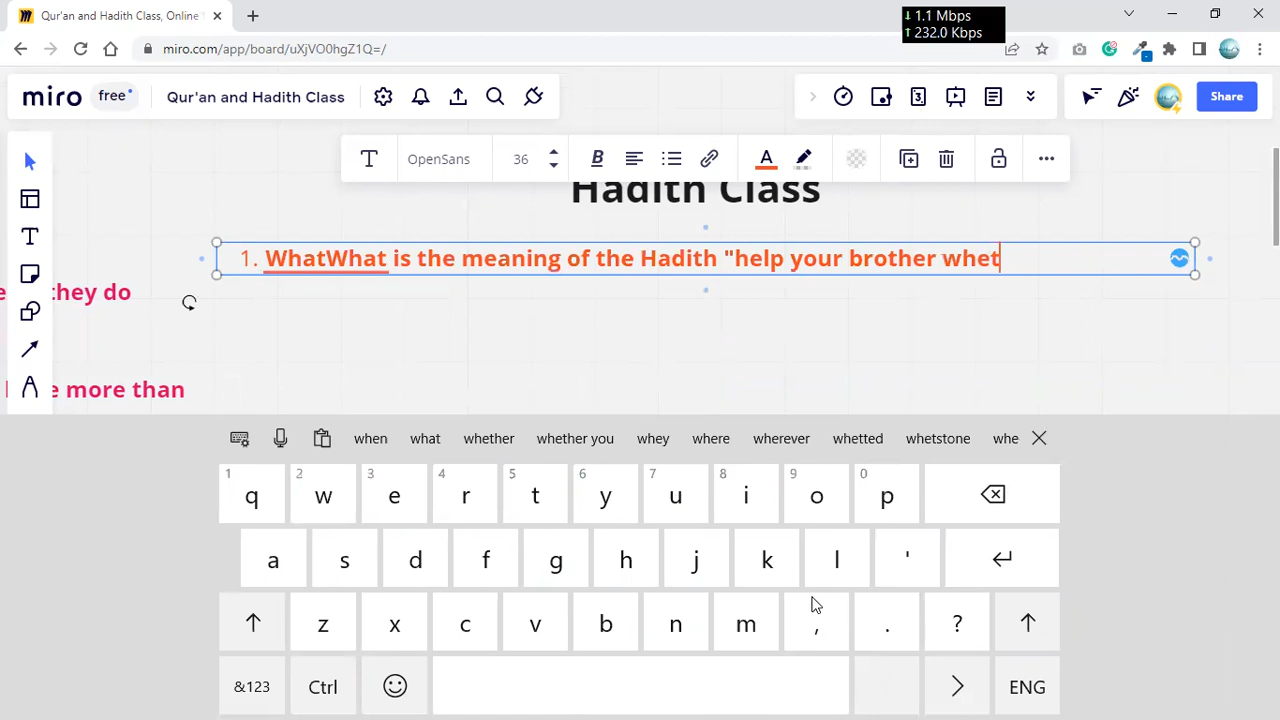 Qur'an and Hadith Class, Online
1.1 Mbps
232.0 Kbps
miro.com/app/board/uXjVO0hgZ1Q=/
miro free Qur'an and Hadith Class
3
Share
OpenSans 36 B A
Hadith Class
1. WhatWhat is the meaning of the Hadith "help your brother whet
they do
e more than
when what whether whether you whey where wherever whetted whetstone whe
1 2 3 4 5 6 7 8 9 0
q w e r t y u i o p
a s d f g h j k l '
z x c v b n m , . ?
&123 Ctrl ENG